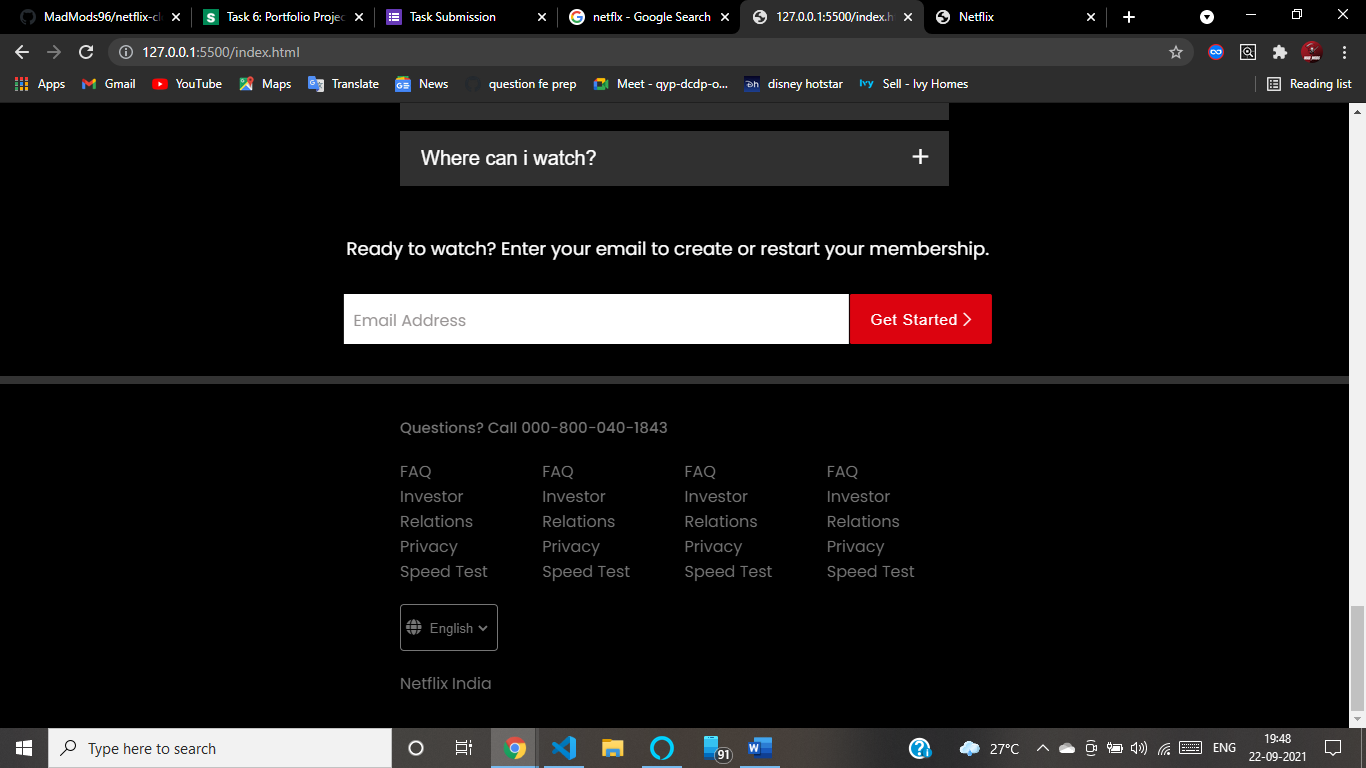 MadMods96/netflix-cl
Task 6: Portfolio Projec
Task Submission
netflx - Google Search
127.0.0.1:5500/index.h
Netflix
127.0.0.1:5500/index.html
Apps
Gmail
YouTube
Maps
Translate
News
question fe prep
Meet - qyp-dcdp-o...
disney hotstar
Sell - Ivy Homes
Reading list
Where can i watch?
Ready to watch? Enter your email to create or restart your membership.
Email Address
Get Started
Questions? Call 000-800-040-1843
FAQ FAQ FAQ FAQ
Investor Investor Investor Investor
Relations Relations Relations Relations
Privacy Privacy Privacy Privacy
Speed Test Speed Test Speed Test Speed Test
English
Netflix India
Type here to search
91
27°C
ENG
19:48
22-09-2021